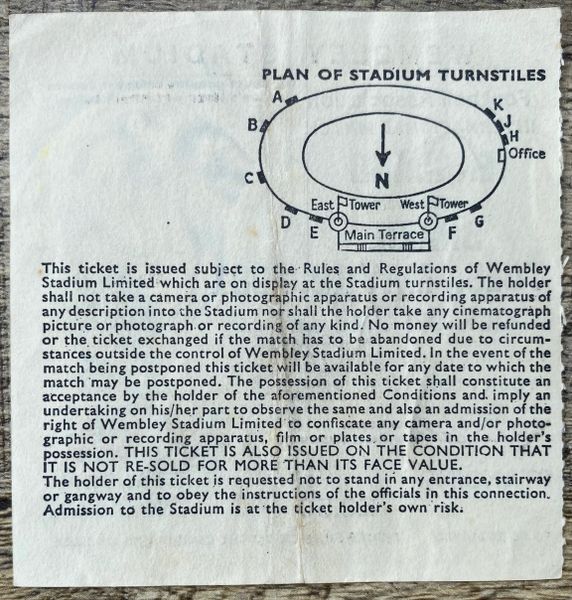 PLAN OF STADIUM TURNSTILES
A
K
B
J
H
Office
N
C
East Tower
West Tower
D
E
Main Terrace
F
G
This ticket is issued subject to the Rules and Regulations of Wembley
Stadium Limited which are on display at the Stadium turnstiles. The holder
shall not take a camera or photographic apparatus or recording apparatus of
any description into the Stadium nor shall the holder take any cinematograph
picture or photograph or recording of any kind. No money will be refunded
or the ticket exchanged if the match has to be abandoned due to circum-
stances outside the control of Wembley Stadium Limited. In the event of the
match being postponed this ticket will be available for any date to which the
match may be postponed. The possession of this ticket shall constitute an
acceptance by the holder of the aforementioned Conditions and imply an
undertaking on his/her part to observe the same and also an admission of the
right of Wembley Stadium Limited to confiscate any camera and/or photo-
graphic or recording apparatus, film or plates or tapes in the holder's
possession. THIS TICKET IS ALSO ISSUED ON THE CONDITION THAT
IT IS NOT RE-SOLD FOR MORE THAN ITS FACE VALUE.
The holder of this ticket is requested not to stand in any entrance, stairway
or gangway and to obey the instructions of the officials in this connection.
Admission to the Stadium is at the ticket holder's own risk.